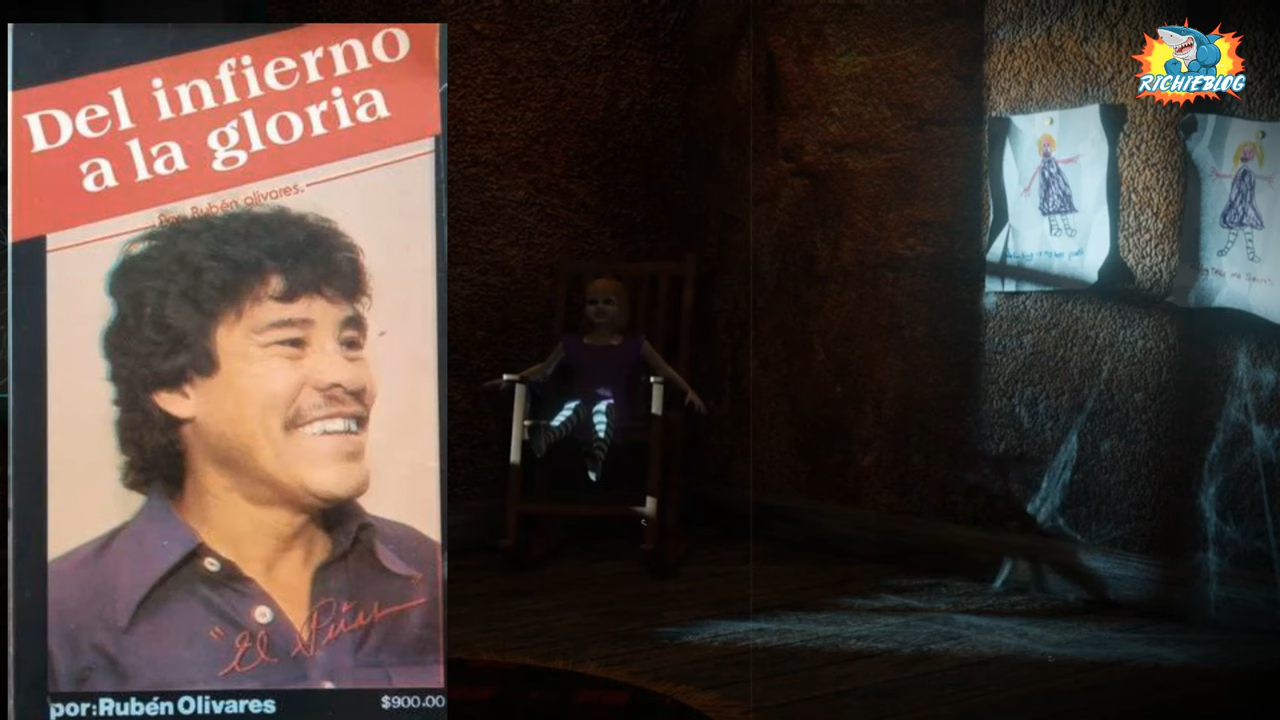 Del infierno
a la gloria
Por: Rubén olivares.
"El Púas"
por: Rubén Olivares
$900.00
RICHIEBLOG